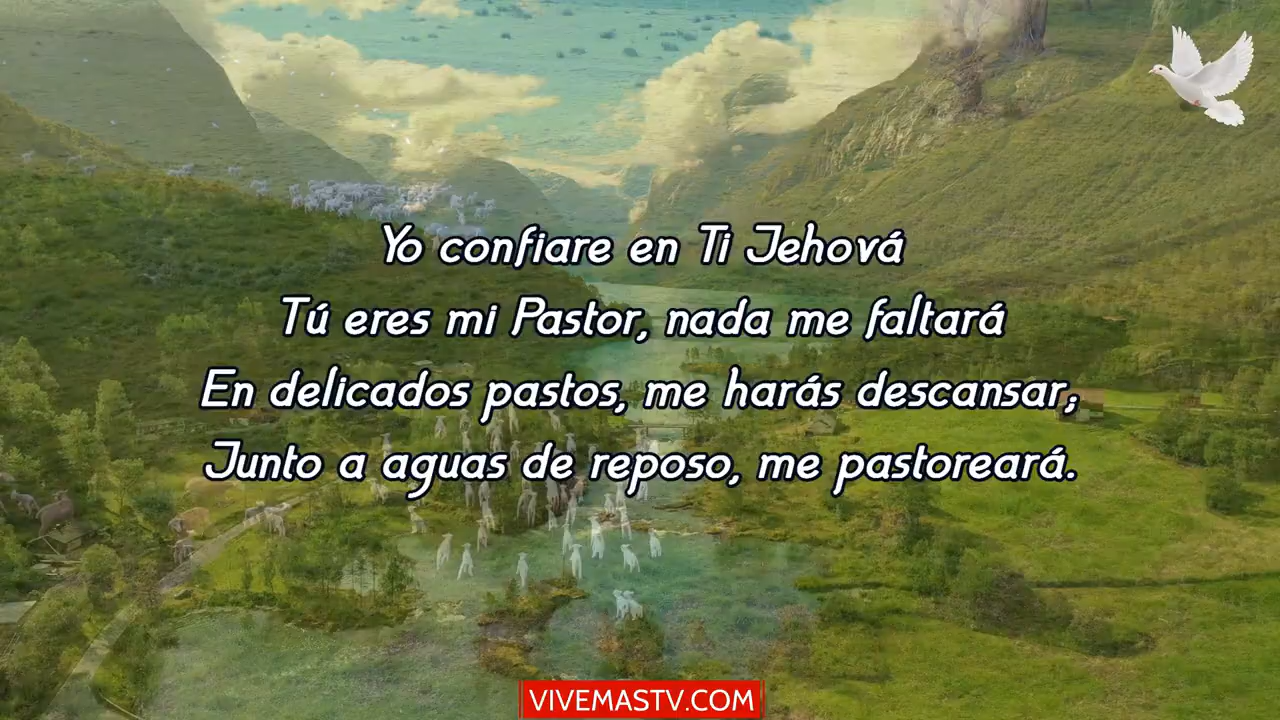 Yo confiare en Ti Jehová
Tú eres mi Pastor, nada me faltará
En delicados pastos, me harás descansar;
Junto a aguas de reposo, me pastoreará.
VIVEMASTV.COM